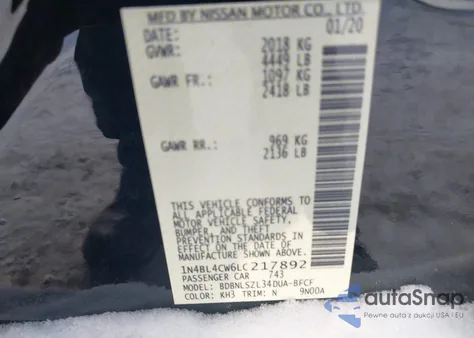 MFD BY NISSAN MOTOR CO., LTD.
DATE: 01/20
GVWR: 2018 KG
4449 LB
GAWR FR.: 1097 KG
2418 LB
GAWR RR.: 969 KG
2136 LB
THIS VEHICLE CONFORMS TO
ALL APPLICABLE FEDERAL
MOTOR VEHICLE SAFETY,
BUMPER, AND THEFT
PREVENTION STANDARDS IN
EFFECT ON THE DATE OF
MANUFACTURE SHOWN ABOVE.
1N4BL4CW6LC217892
PASSENGER CAR 743
MODEL: BDBNLSZL34DUA-BFCF
COLOR: KH3 TRIM: N 9N00A
autoSnap
Pewne auta z aukcji USA i EU